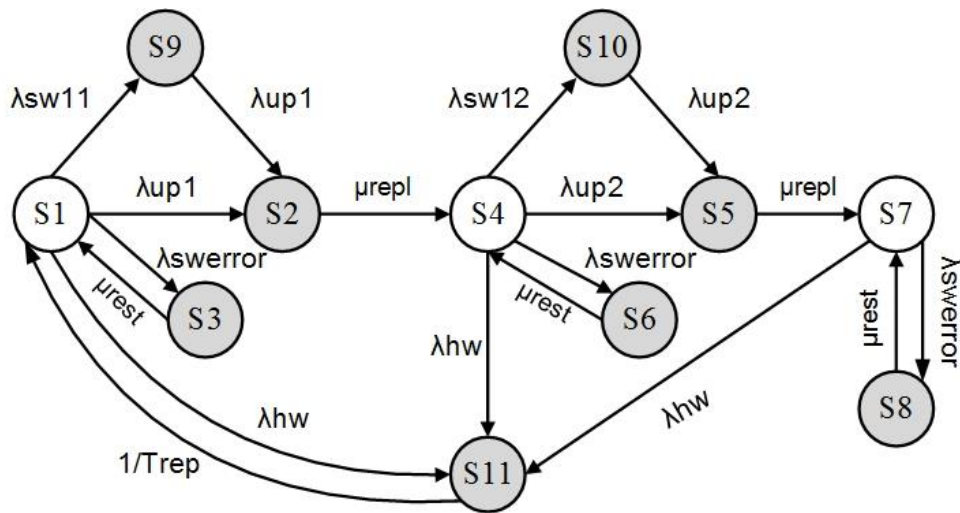 S9
S10
λsw11
λup1
λsw12
λup2
S1
λup1
S2
μrepl
S4
λup2
S5
μrepl
S7
λswerror
μrest
S3
λswerror
μrest
S6
λhw
μrest
λswerror
S8
λhw
λhw
1/Trep
S11